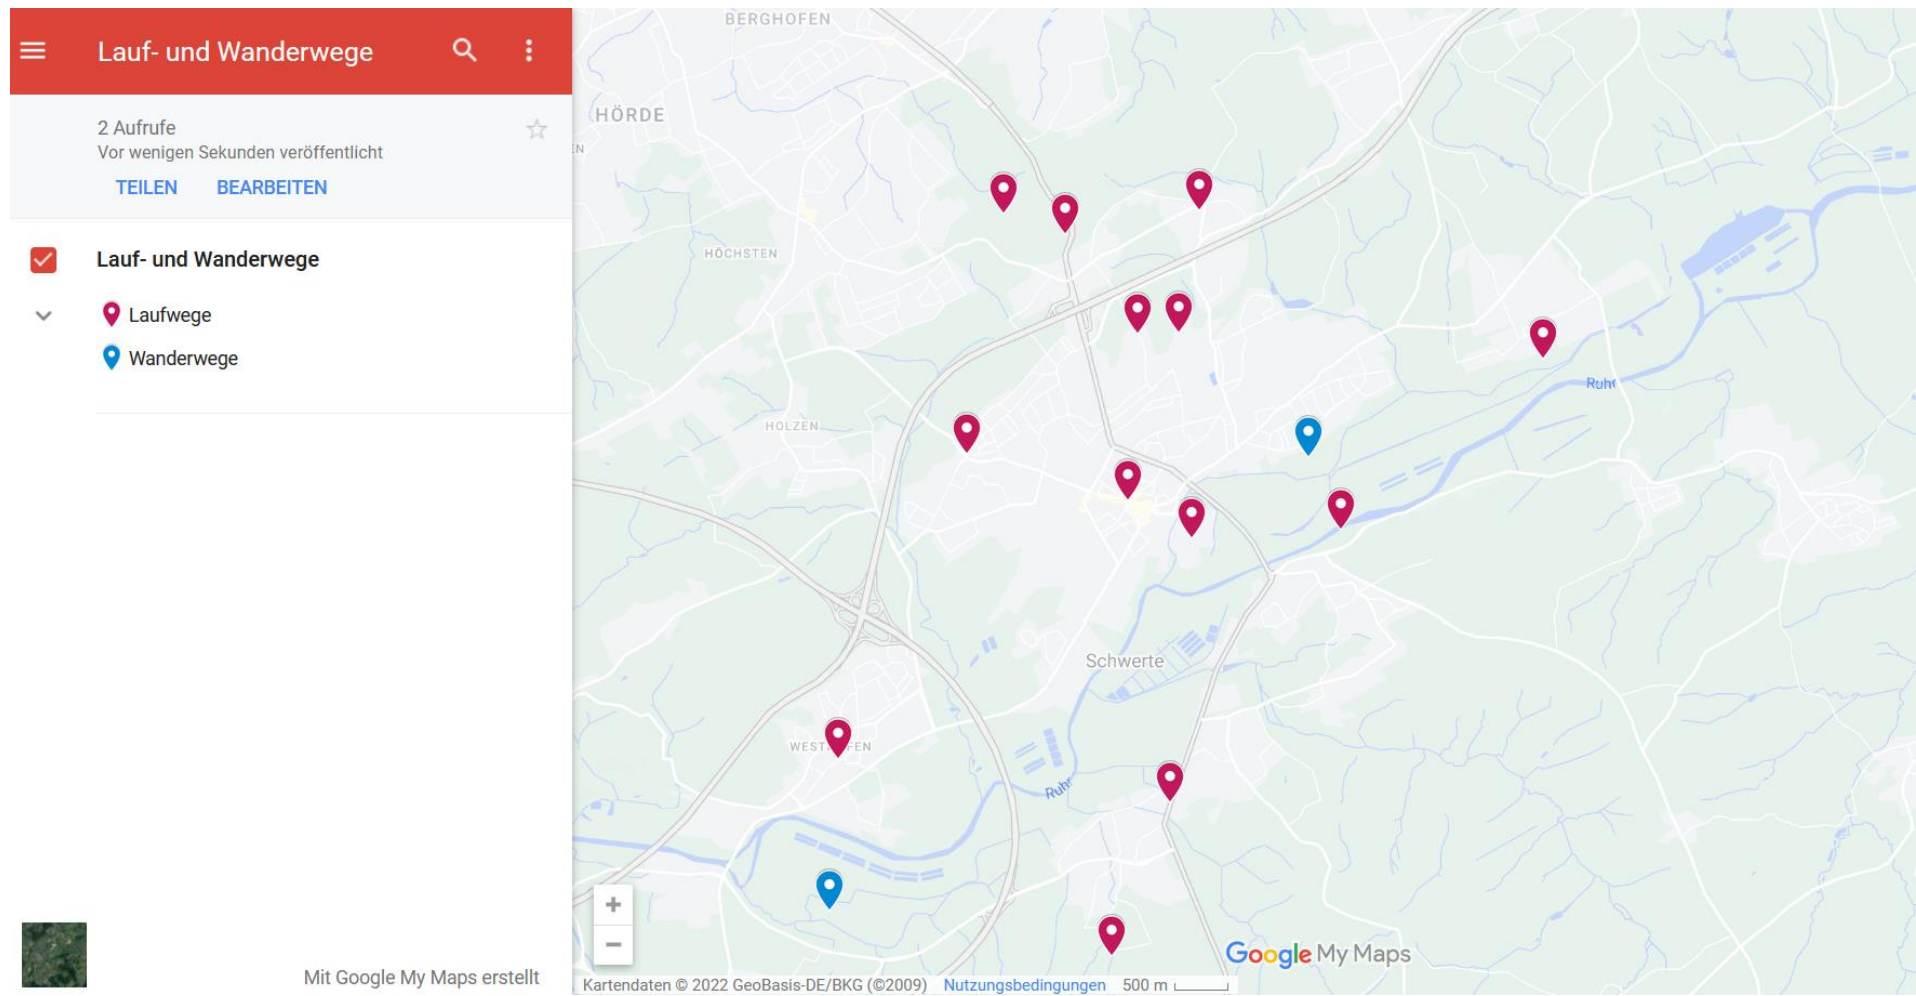 Lauf- und Wanderwege
2 Aufrufe
Vor wenigen Sekunden veröffentlicht
TEILEN BEARBEITEN
Lauf- und Wanderwege
Laufwege
Wanderwege
Mit Google My Maps erstellt
BERGHOFEN
HÖRDE
EN
HÖCHSTEN
Ruhr
HOLZEN
Schwerte
Ruhr
Google My Maps
Kartendaten © 2022 GeoBasis-DE/BKG (©2009) Nutzungsbedingungen 500 m